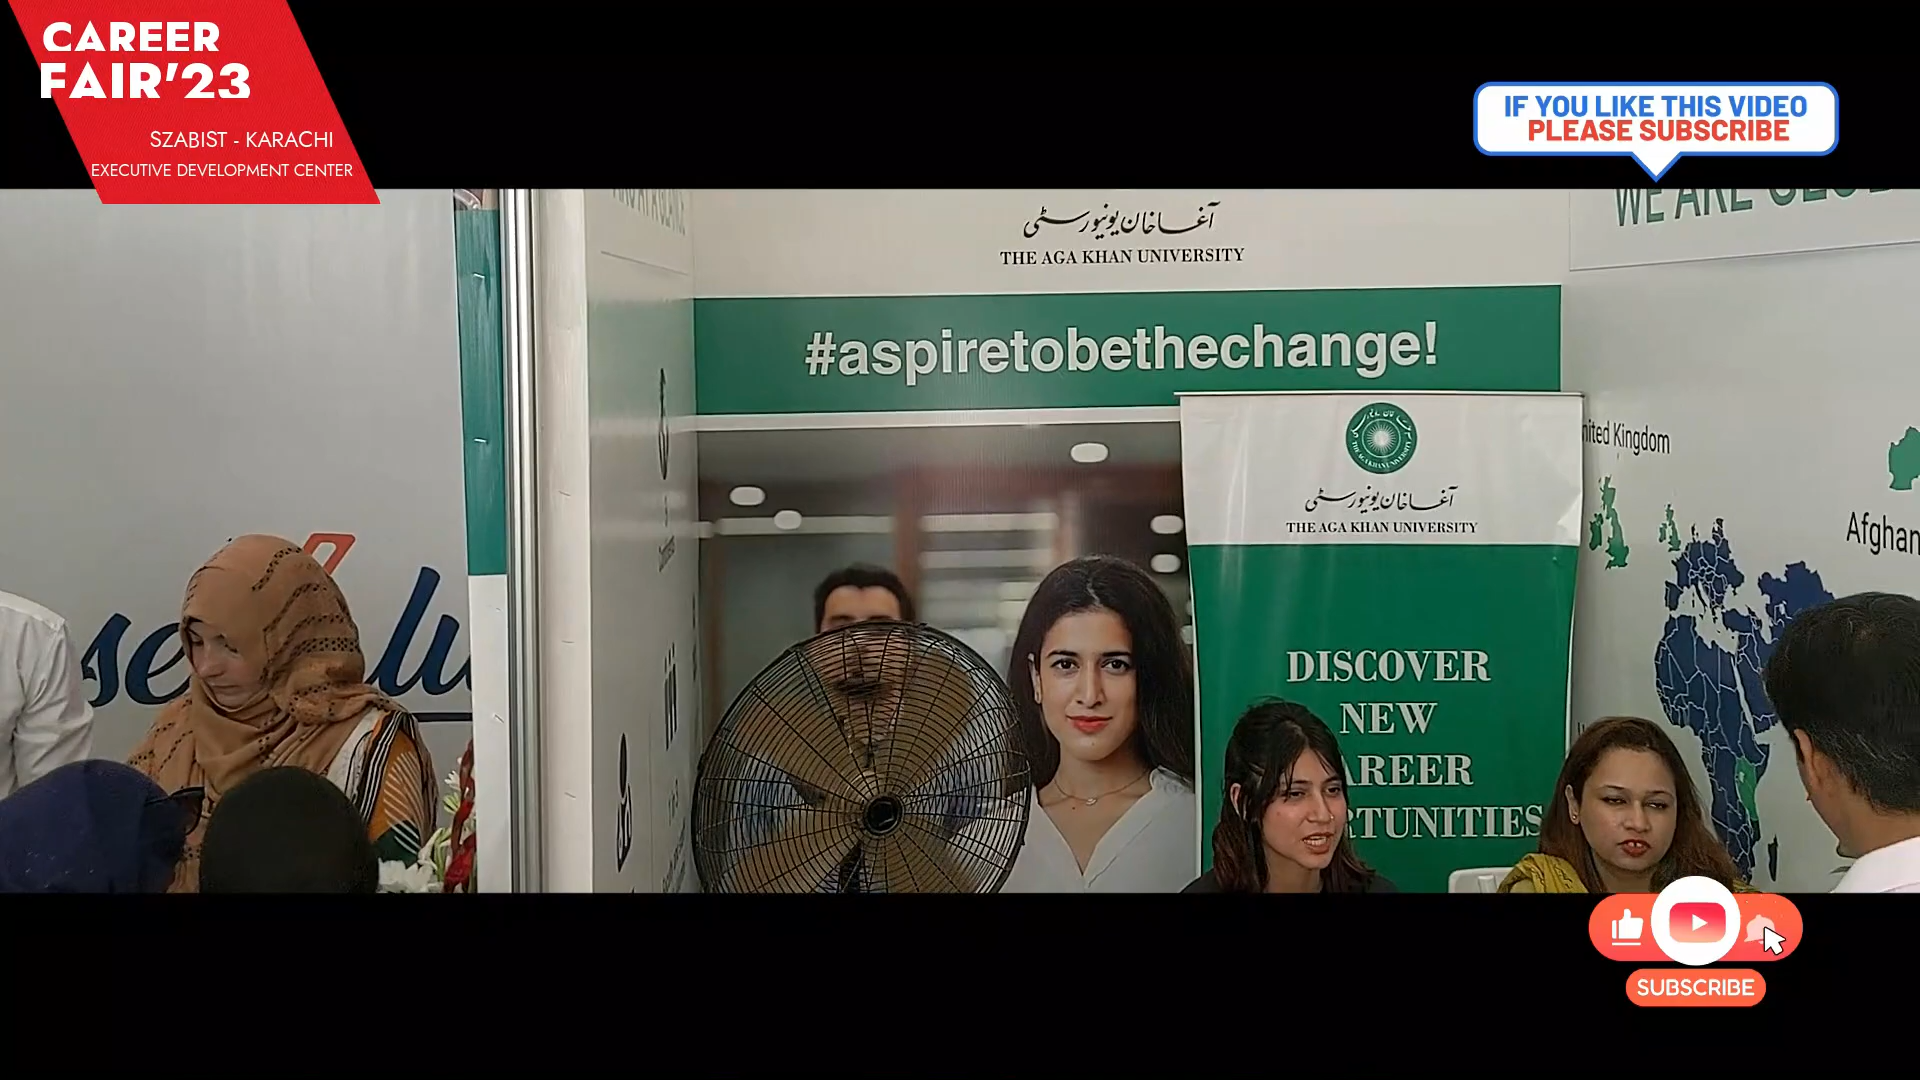 CAREER
FAIR'23
SZABIST - KARACHI
EXECUTIVE DEVELOPMENT CENTER
IF YOU LIKE THIS VIDEO
PLEASE SUBSCRIBE
WE ARE
آغا خان یونیورسٹی
THE AGA KHAN UNIVERSITY
#aspiretobethechange!
آغا خان یونیورسٹی
THE AGA KHAN UNIVERSITY
DISCOVER
NEW
AREER
RTUNITIES
nited Kingdom
Afghan
SUBSCRIBE